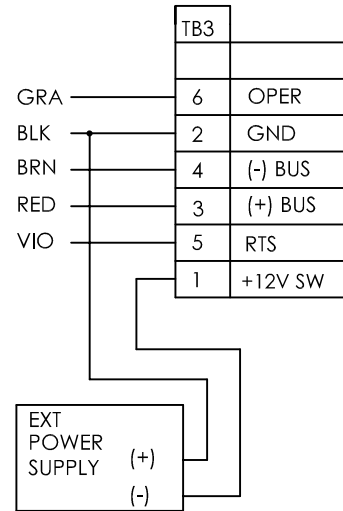 TB3
GRA 6 OPER
BLK 2 GND
BRN 4 (-) BUS
RED 3 (+) BUS
VIO 5 RTS
1 +12V SW
EXT
POWER
SUPPLY (+)
(-)